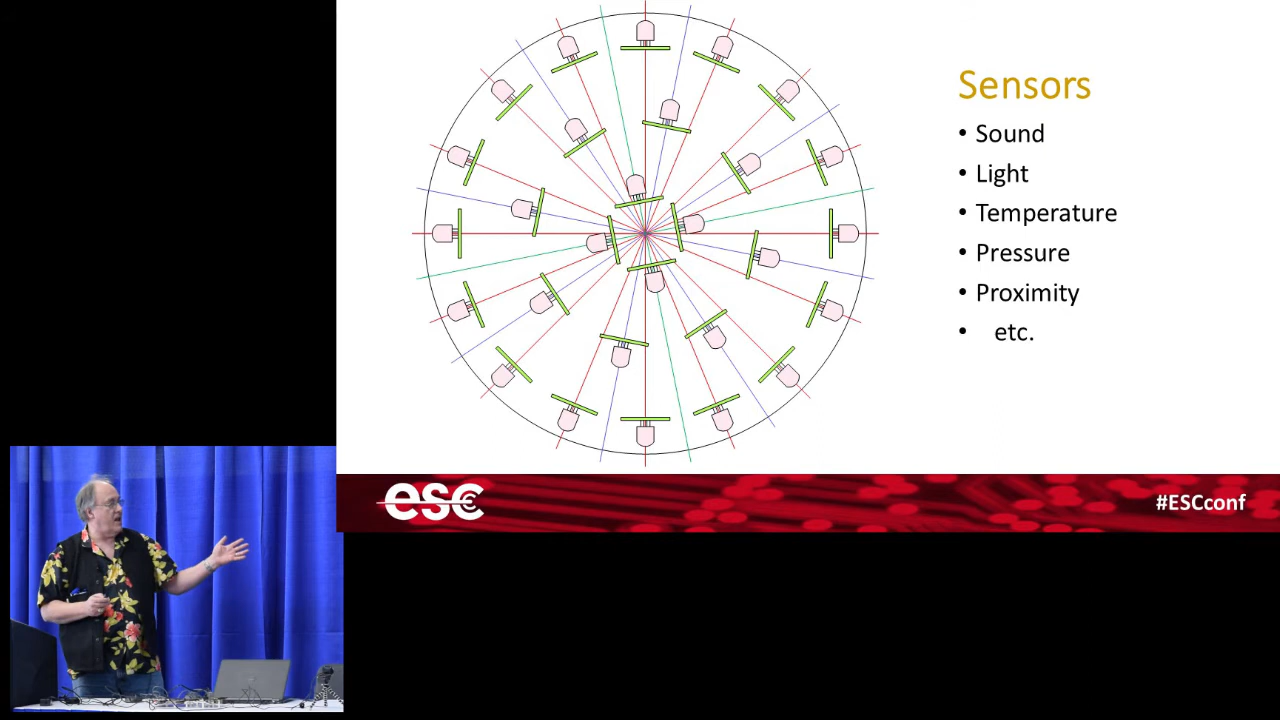 Sensors
• Sound
• Light
• Temperature
• Pressure
• Proximity
• etc.
esc
#ESCconf